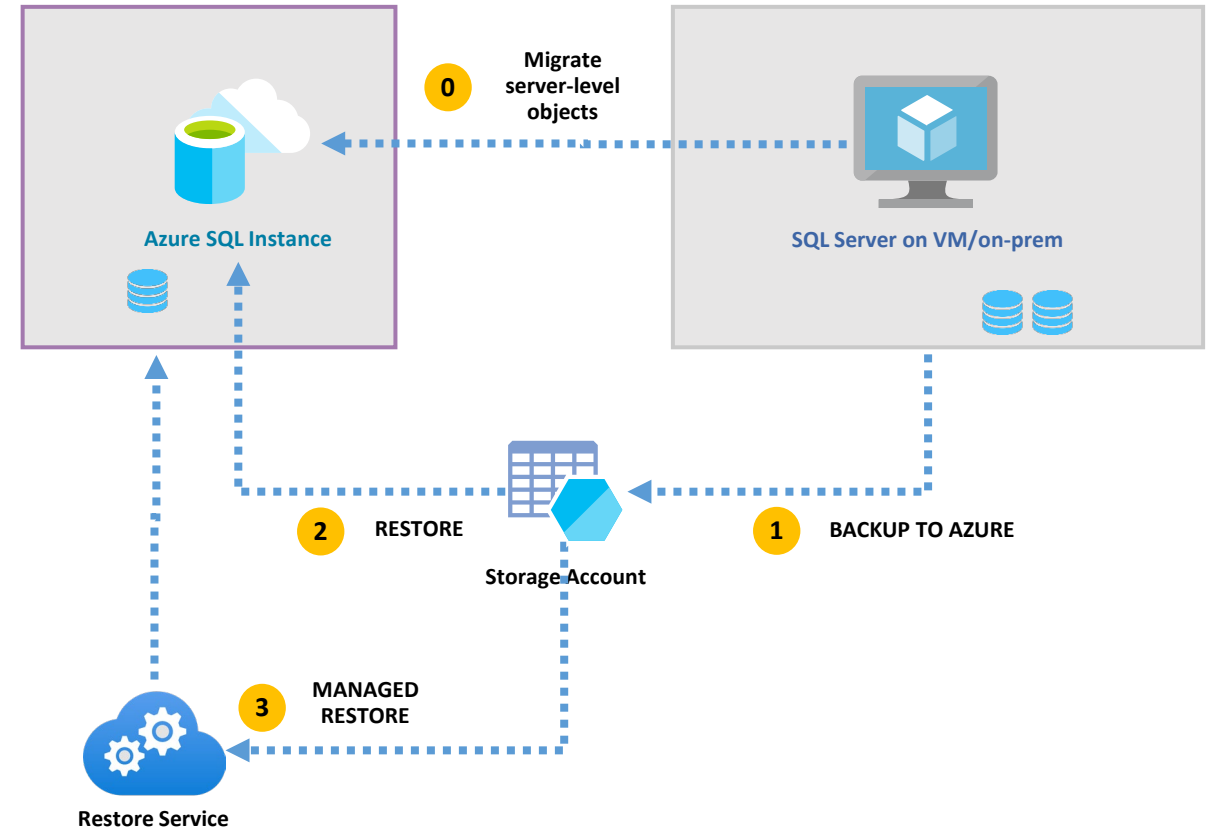 0
Migrate
server-level
objects
Azure SQL Instance
SQL Server on VM/on-prem
2
RESTORE
1
BACKUP TO AZURE
Storage Account
3
MANAGED
RESTORE
Restore Service